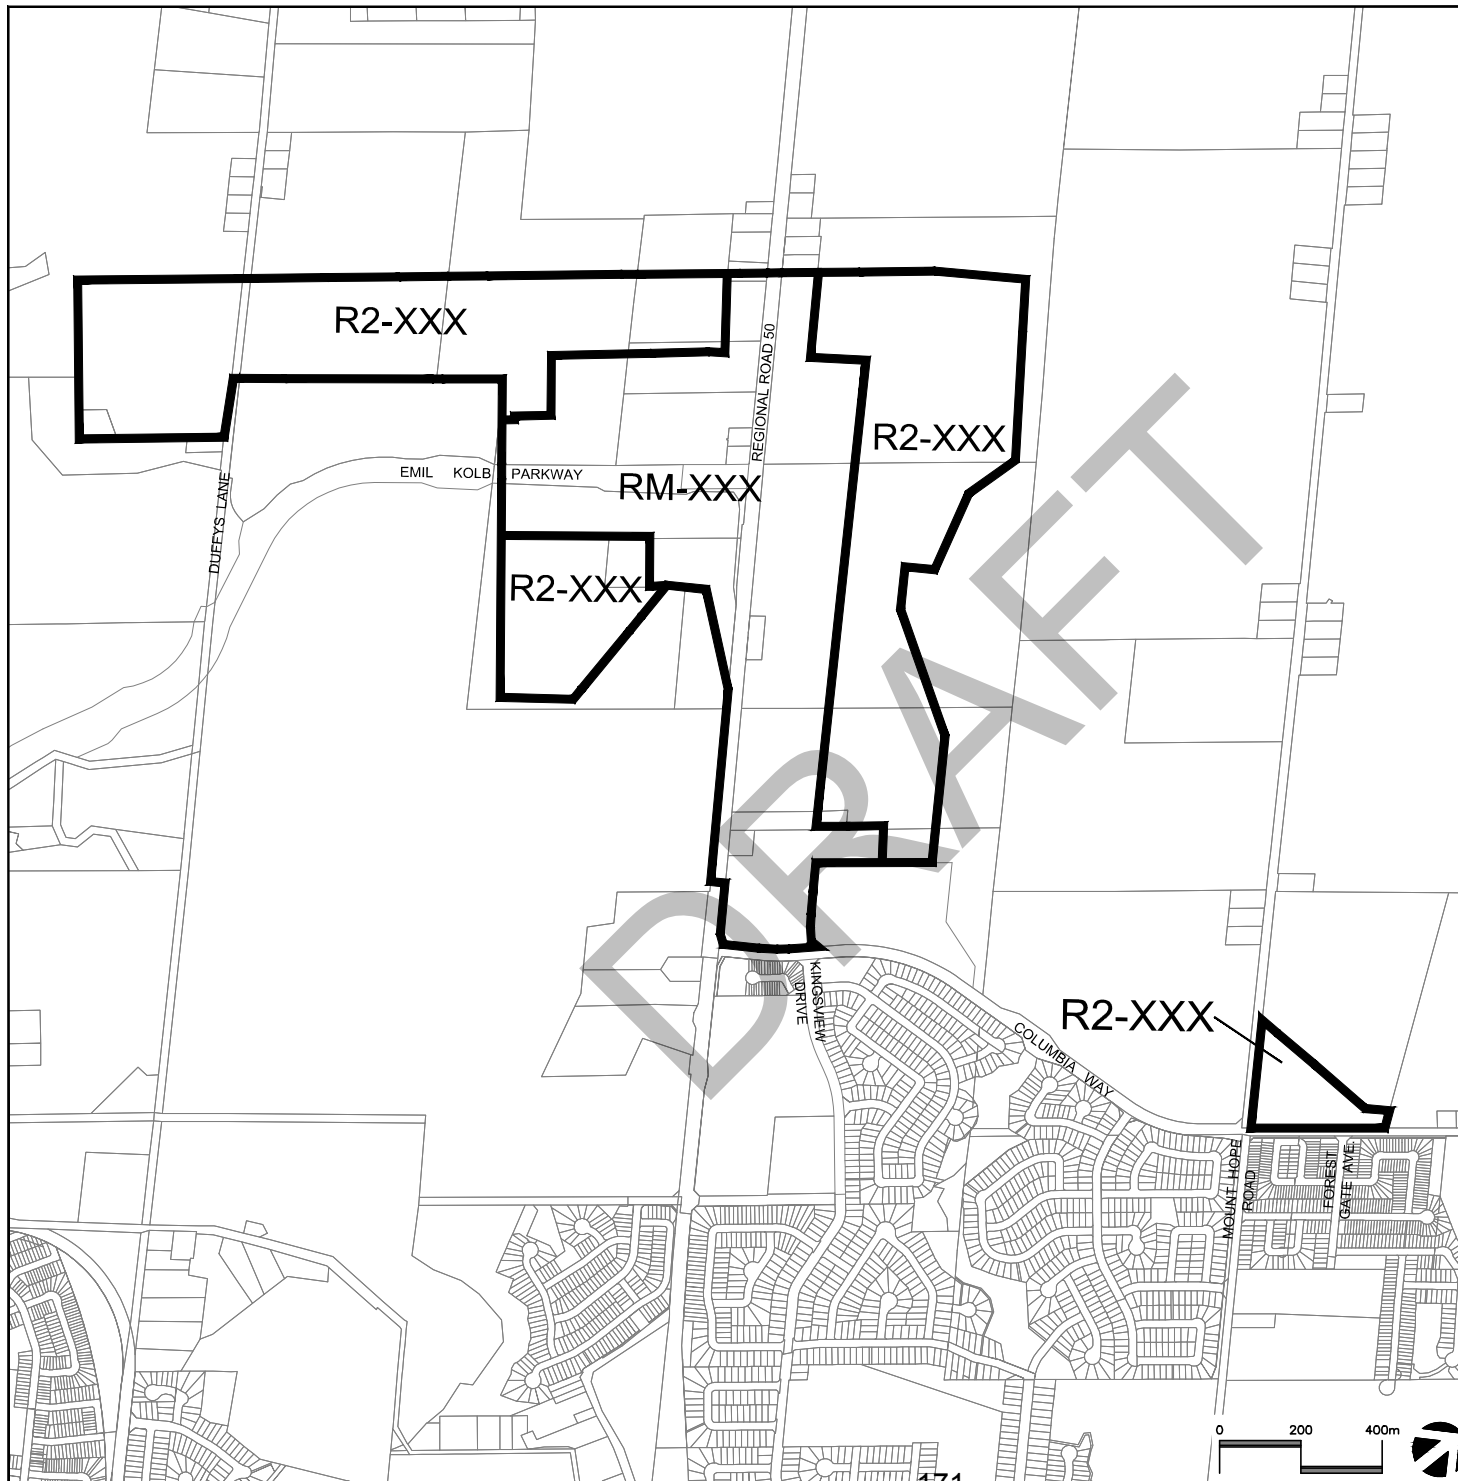 R2-XXX
REGIONAL ROAD 50
R2-XXX
EMIL KOLB PARKWAY
RM-XXX
DUFFYS LANE
R2-XXX
DRAFT
KINGSVIEW
DRIVE
R2-XXX
COLUMBIA WAY
MOUNT HOPE
ROAD
FOREST
GATE AVE.
0 200 400m